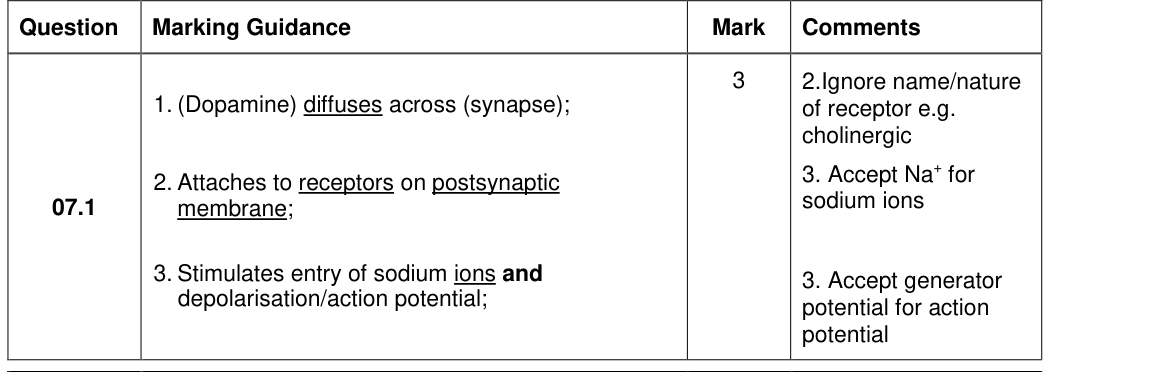 Question Marking Guidance Mark Comments
07.1
1. (Dopamine) diffuses across (synapse);
2. Attaches to receptors on postsynaptic
membrane;
3. Stimulates entry of sodium ions and
depolarisation/action potential;
3
2.Ignore name/nature
of receptor e.g.
cholinergic
3. Accept Na⁺ for
sodium ions
3. Accept generator
potential for action
potential